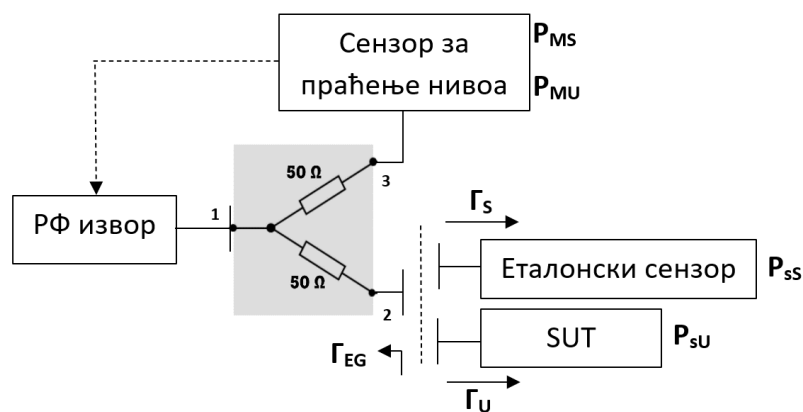 Сензор за
праћење нивоа
P_MS
P_MU
50 Ω
3
РФ извор
1
50 Ω
2
Γ_S
Еталонски сензор
P_sS
SUT
P_sU
Γ_EG
Γ_U